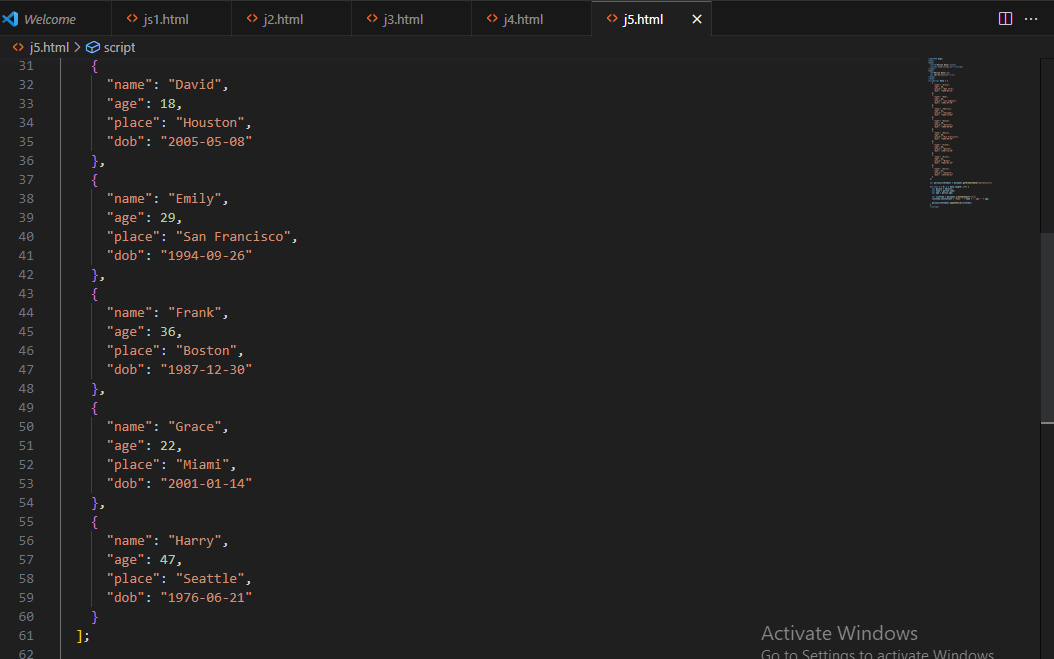 Welcome <> js1.html <> j2.html <> j3.html <> j4.html <> j5.html × ···
<> j5.html > script
31 {
32 "name": "David",
33 "age": 18,
34 "place": "Houston",
35 "dob": "2005-05-08"
36 },
37 {
38 "name": "Emily",
39 "age": 29,
40 "place": "San Francisco",
41 "dob": "1994-09-26"
42 },
43 {
44 "name": "Frank",
45 "age": 36,
46 "place": "Boston",
47 "dob": "1987-12-30"
48 },
49 {
50 "name": "Grace",
51 "age": 22,
52 "place": "Miami",
53 "dob": "2001-01-14"
54 },
55 {
56 "name": "Harry",
57 "age": 47,
58 "place": "Seattle",
59 "dob": "1976-06-21"
60 }
61 ];
62
Activate Windows
Go to Settings to activate Windows.